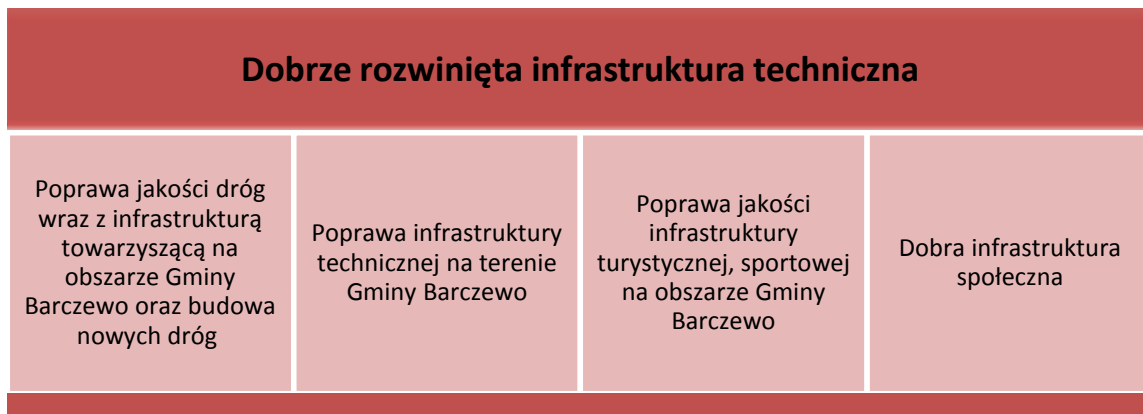 Dobrze rozwinięta infrastruktura techniczna
Poprawa jakości dróg
wraz z infrastrukturą
towarzyszącą na
obszarze Gminy
Barczewo oraz budowa
nowych dróg
Poprawa infrastruktury
technicznej na terenie
Gminy Barczewo
Poprawa jakości
infrastruktury
turystycznej, sportowej
na obszarze Gminy
Barczewo
Dobra infrastruktura
społeczna